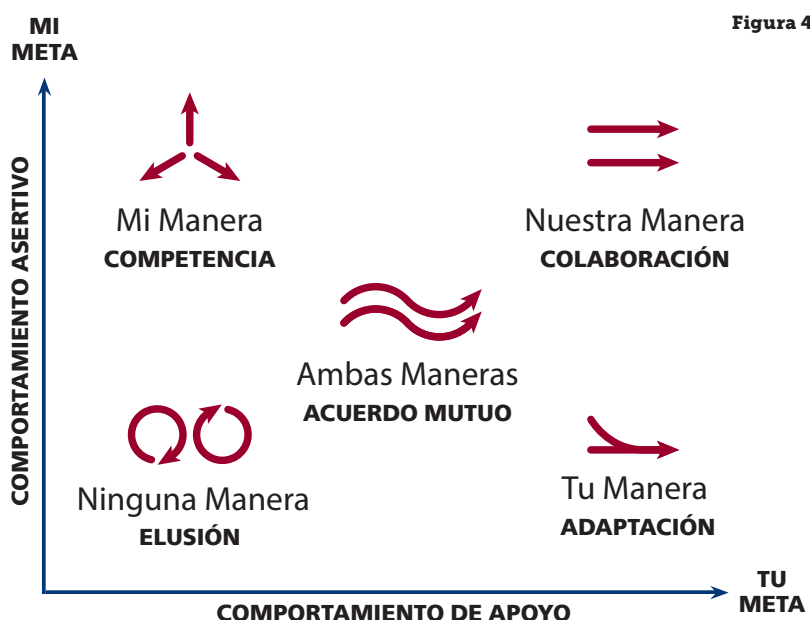 Figura 4
MI
META
COMPORTAMIENTO ASERTIVO
Mi Manera
COMPETENCIA
Nuestra Manera
COLABORACIÓN
Ambas Maneras
ACUERDO MUTUO
Ninguna Manera
ELUSIÓN
Tu Manera
ADAPTACIÓN
TU
META
COMPORTAMIENTO DE APOYO